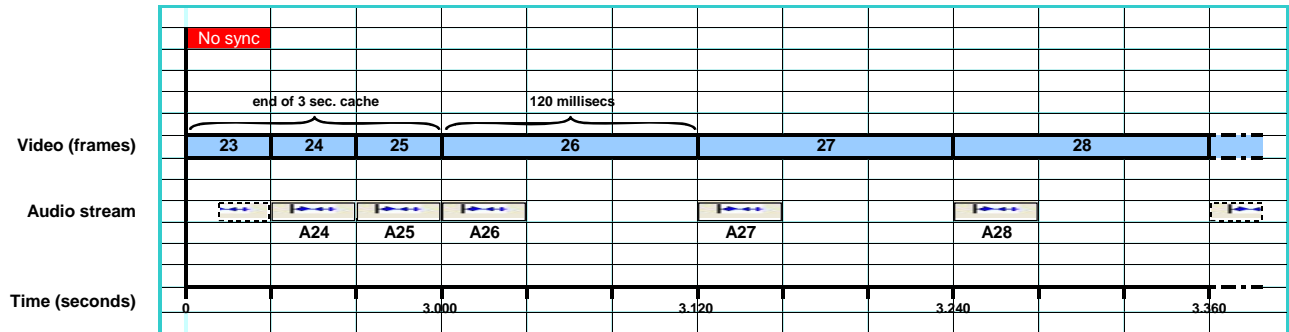 No sync
end of 3 sec. cache 120 millisecs
Video (frames) 23 24 25 26 27 28
Audio stream
A24 A25 A26 A27 A28
Time (seconds)
0 3.000 3.120 3.240 3.360